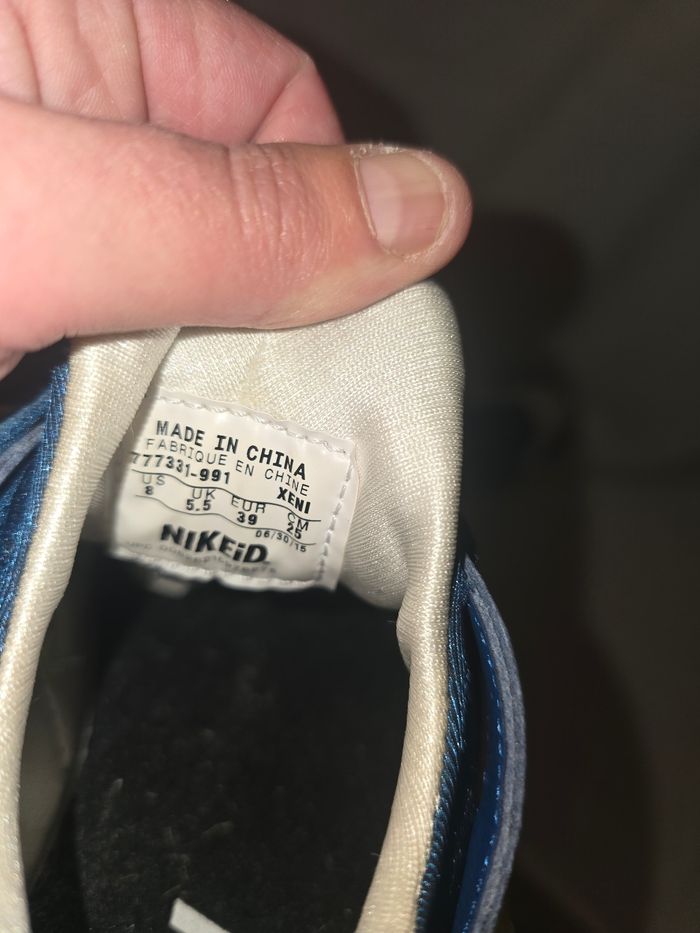 MADE IN CHINA
FABRIQUE EN CHINE
777331-991 XENI
US UK EUR CM
8 5.5 39 25
06/30/15
NIKEiD